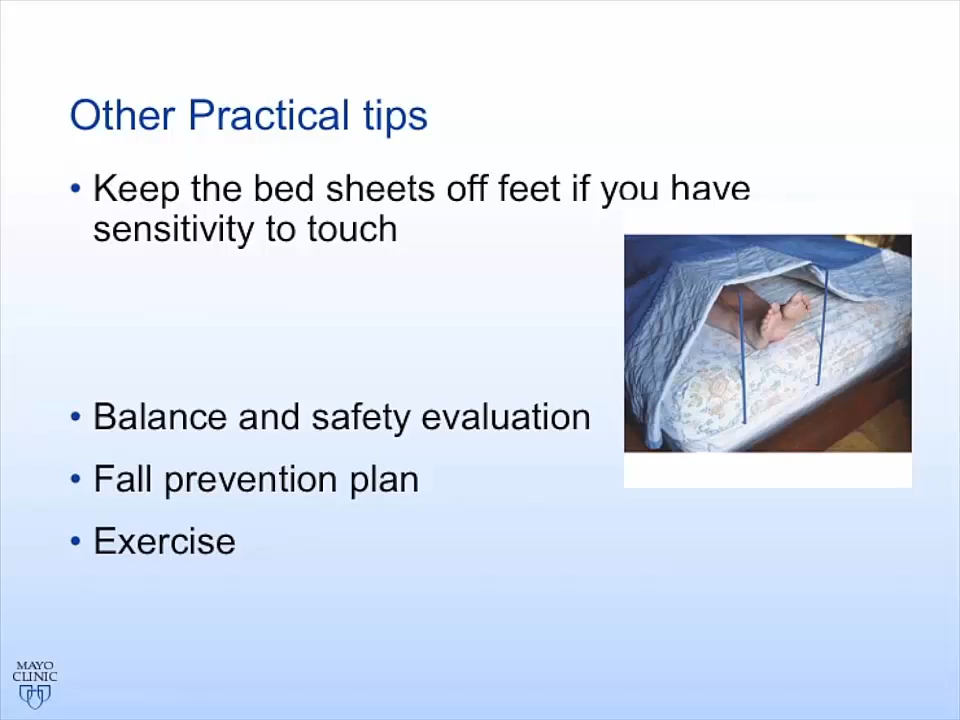 Other Practical tips
• Keep the bed sheets off feet if you have
sensitivity to touch
• Balance and safety evaluation
• Fall prevention plan
• Exercise
MAYO
CLINIC